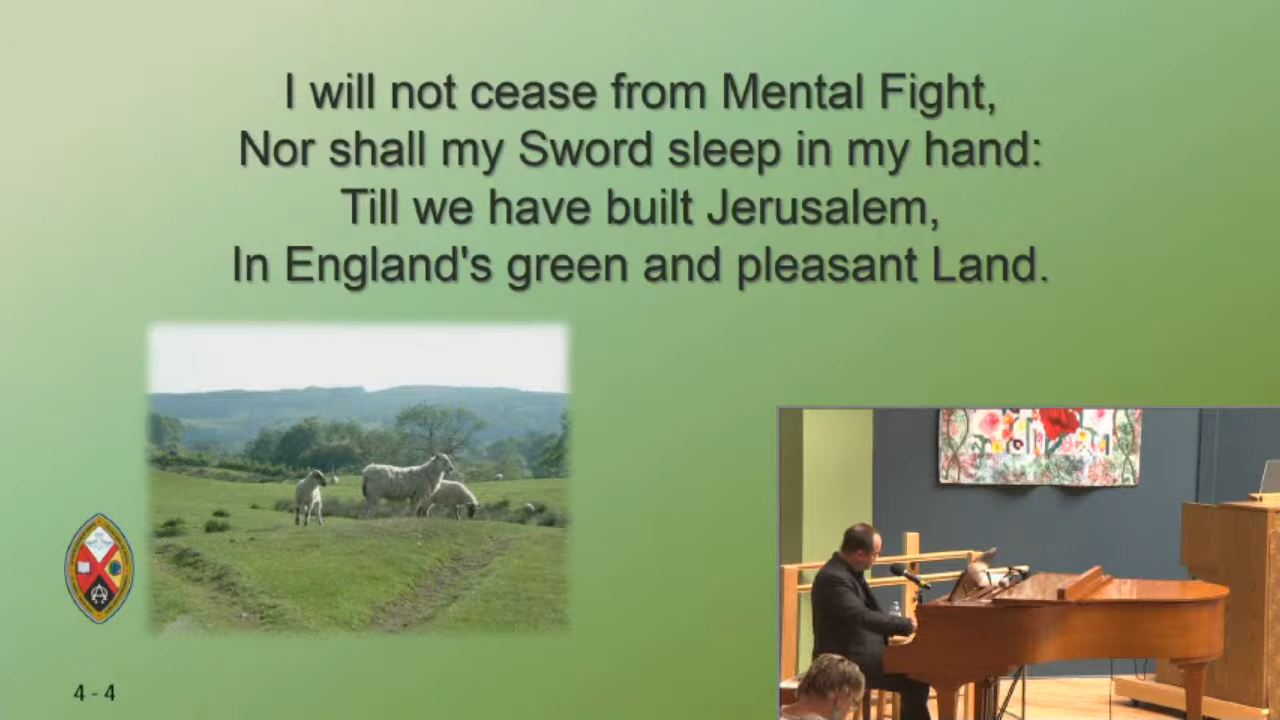 I will not cease from Mental Fight,
Nor shall my Sword sleep in my hand:
Till we have built Jerusalem,
In England's green and pleasant Land.
4 - 4